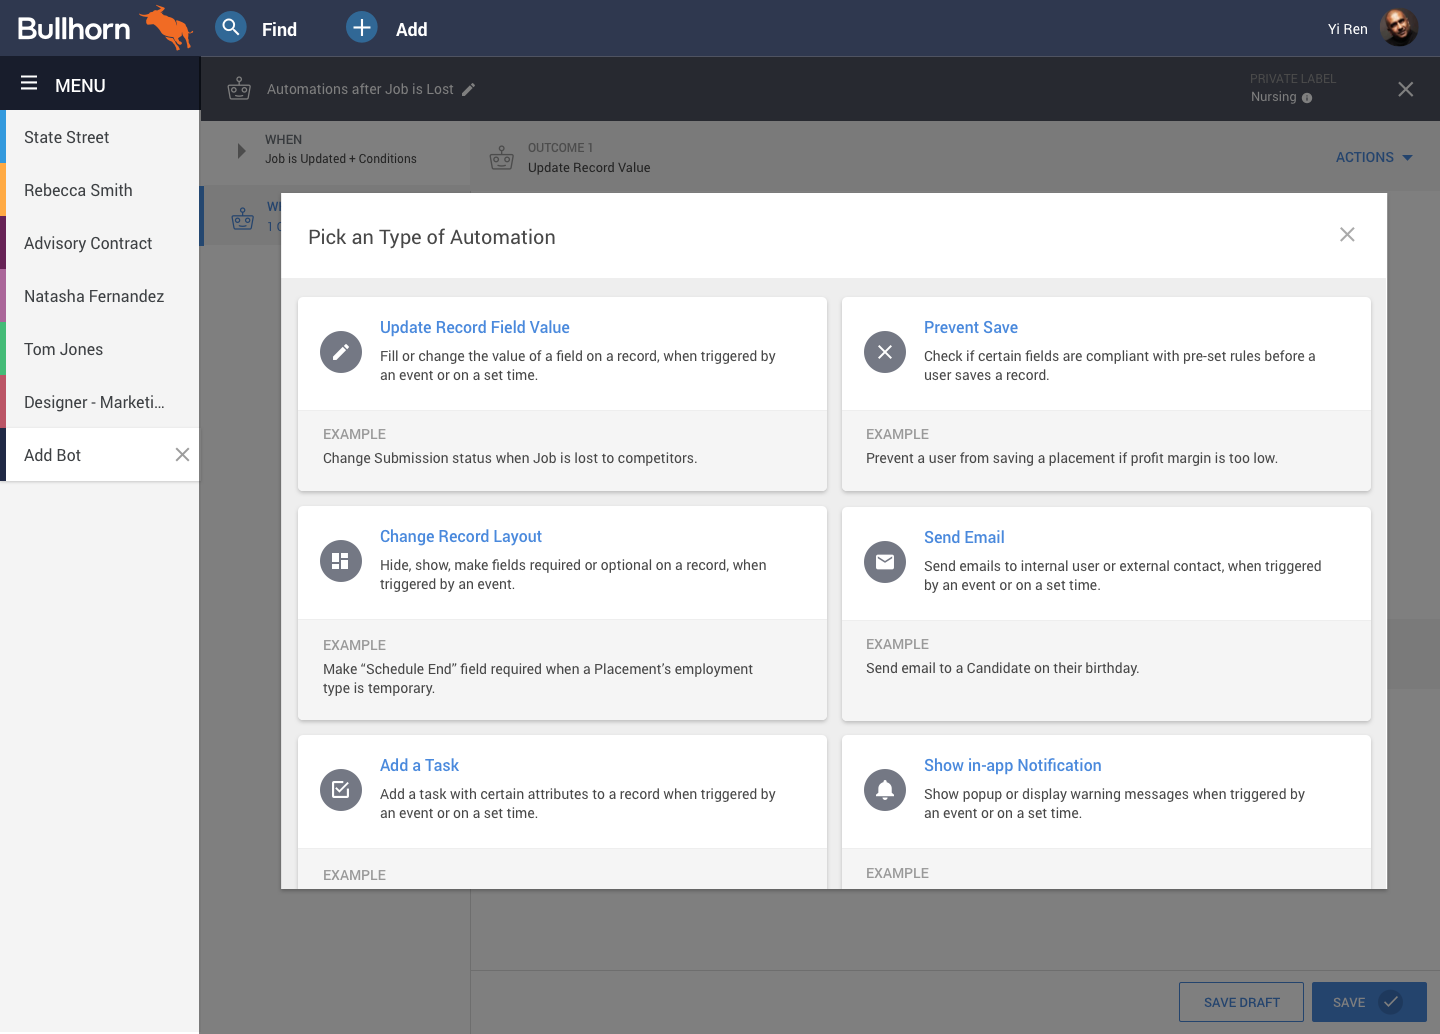 Bullhorn
Find
Add
Yi Ren
MENU
Automations after Job is Lost
PRIVATE LABEL
Nursing
State Street
Rebecca Smith
Advisory Contract
Natasha Fernandez
Tom Jones
Designer - Marketi...
Add Bot
WHEN
Job is Updated + Conditions
OUTCOME 1
Update Record Value
ACTIONS
Pick an Type of Automation
Update Record Field Value
Fill or change the value of a field on a record, when triggered by
an event or on a set time.
EXAMPLE
Change Submission status when Job is lost to competitors.
Prevent Save
Check if certain fields are compliant with pre-set rules before a
user saves a record.
EXAMPLE
Prevent a user from saving a placement if profit margin is too low.
Change Record Layout
Hide, show, make fields required or optional on a record, when
triggered by an event.
EXAMPLE
Make “Schedule End” field required when a Placement’s employment
type is temporary.
Send Email
Send emails to internal user or external contact, when triggered
by an event or on a set time.
EXAMPLE
Send email to a Candidate on their birthday.
Add a Task
Add a task with certain attributes to a record when triggered by
an event or on a set time.
EXAMPLE
Show in-app Notification
Show popup or display warning messages when triggered by
an event or on a set time.
EXAMPLE
SAVE DRAFT
SAVE